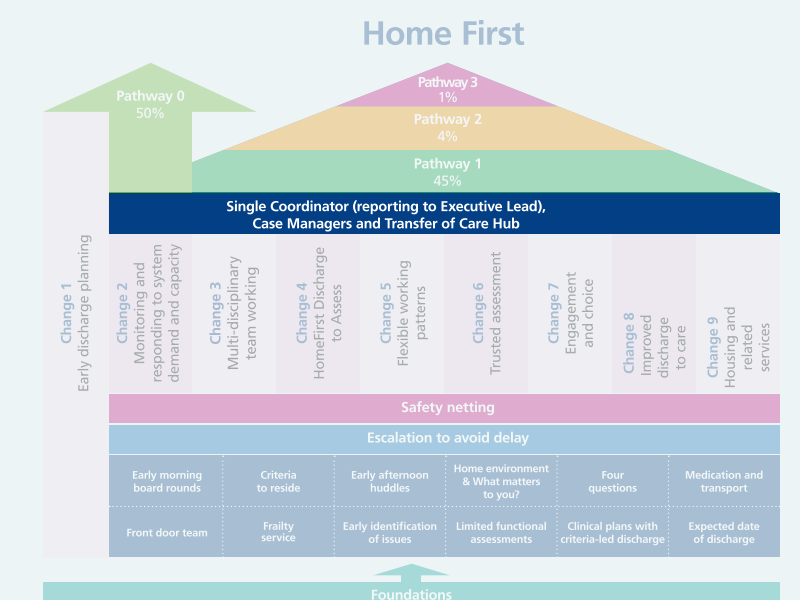 Home First
Pathway 0
50%
Pathway 3
1%
Pathway 2
4%
Pathway 1
45%
Single Coordinator (reporting to Executive Lead),
Case Managers and Transfer of Care Hub
Change 1
Early discharge planning
Change 2
Monitoring and
responding to system
demand and capacity
Change 3
Multi-disciplinary
team working
Change 4
HomeFirst Discharge
to Assess
Change 5
Flexible working
patterns
Change 6
Trusted assessment
Change 7
Engagement
and choice
Change 8
Improved
discharge
to care
Change 9
Housing and
related
services
Safety netting
Escalation to avoid delay
Early morning
board rounds
Criteria
to reside
Early afternoon
huddles
Home environment
& What matters
to you?
Four
questions
Medication and
transport
Front door team
Frailty
service
Early identification
of issues
Limited functional
assessments
Clinical plans with
criteria-led discharge
Expected date
of discharge
Foundations